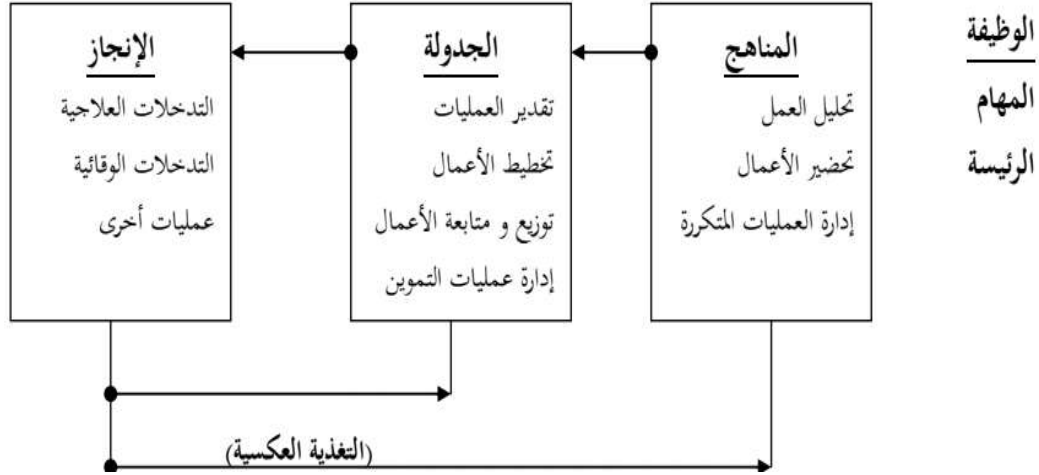 الوظيفة
المهام
الرئيسة
المناهج
تحليل العمل
تحضير الأعمال
إدارة العمليات المتكررة
الجدولة
تقدير العمليات
تخطيط الأعمال
توزيع و متابعة الأعمال
إدارة عمليات التموين
الإنجاز
التدخلات العلاجية
التدخلات الوقائية
عمليات أخرى
(التغذية العكسية)